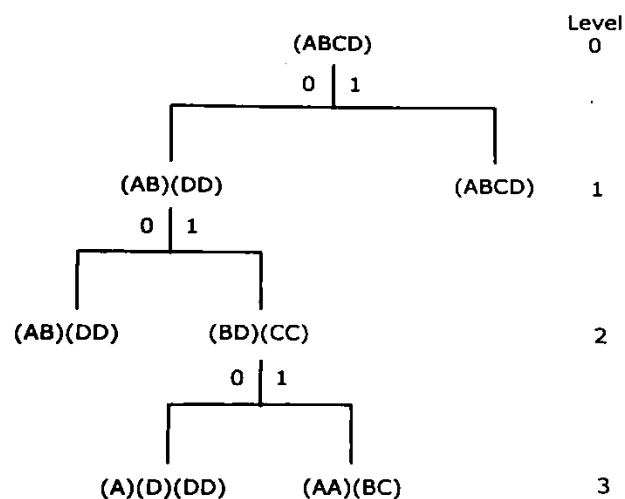 Level
(ABCD) 0
0 1
(AB)(DD) (ABCD) 1
0 1
(AB)(DD) (BD)(CC) 2
0 1
(A)(D)(DD) (AA)(BC) 3